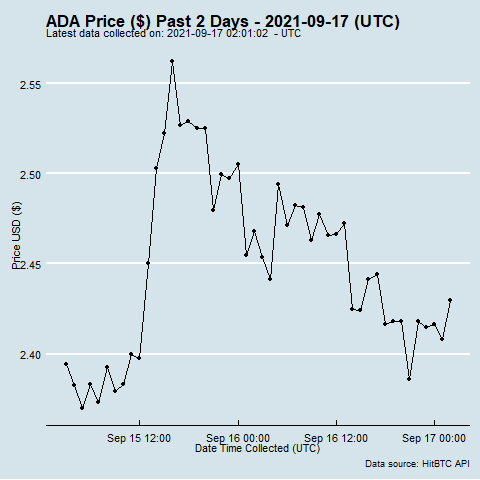 ADA Price ($) Past 2 Days - 2021-09-17 (UTC)
Latest data collected on: 2021-09-17 02:01:02 - UTC
2.55
2.50
2.45
2.40
Price USD ($)
Sep 15 12:00
Sep 16 00:00
Sep 16 12:00
Sep 17 00:00
Date Time Collected (UTC)
Data source: HitBTC API